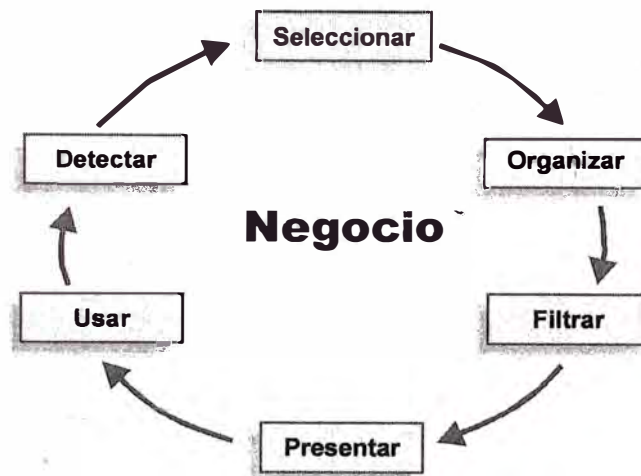 Seleccionar
Detectar
Organizar
Negocio
Usar
Filtrar
Presentar